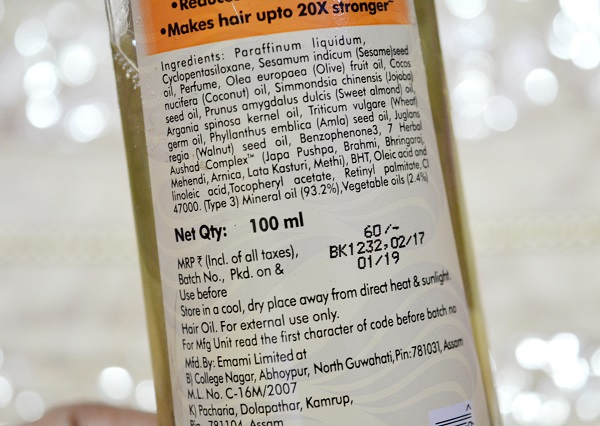 •Reduces
•Makes hair upto 20X stronger
Ingredients: Paraffinum liquidum,
Cyclopentasiloxane, Sesamum indicum (Sesame)seed
oil, Perfume, Olea europaea (Olive) fruit oil, Cocos
nucifera (Coconut) oil, Simmondsia chinensis (Jojoba)
seed oil, Prunus amygdalus dulcis (Sweet almond) oil,
Argania spinosa kernel oil, Triticum vulgare (Wheat)
germ oil, Phyllanthus emblica (Amla) seed oil, Juglans
regia (Walnut) seed oil, Benzophenone3, 7 Herbal
Aushad Complex™ (Japa Pushpa, Brahmi, Bhringaraj,
Mehendi, Arnica, Lata Kasturi, Methi), BHT, Oleic acid and
linoleic acid,Tocopheryl acetate, Retinyl palmitate, CI
47000. (Type 3) Mineral oil (93.2%),Vegetable oils (2.4%)
Net Qty: 100 ml
60/-
MRP ₹ (Incl. of all taxes), BK1232,02/17
Batch No., Pkd. on & 01/19
Use before
Store in a cool, dry place away from direct heat & sunlight.
Hair Oil. For external use only.
For Mfg Unit read the first character of code before batch no
Mfd. By: Emami Limited at
B) College Nagar, Abhoypur, North Guwahati, Pin: 781031, Assam
M.L. No. C-16M/2007
K) Pacharia, Dolapathar, Kamrup,
Pin 781104, Assam